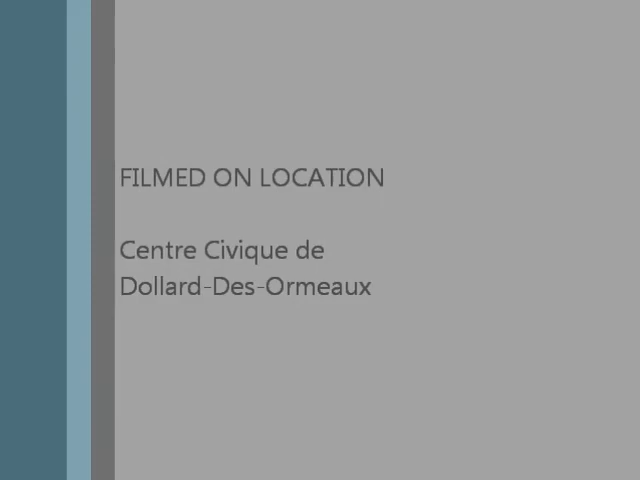 FILMED ON LOCATION
Centre Civique de
Dollard-Des-Ormeaux